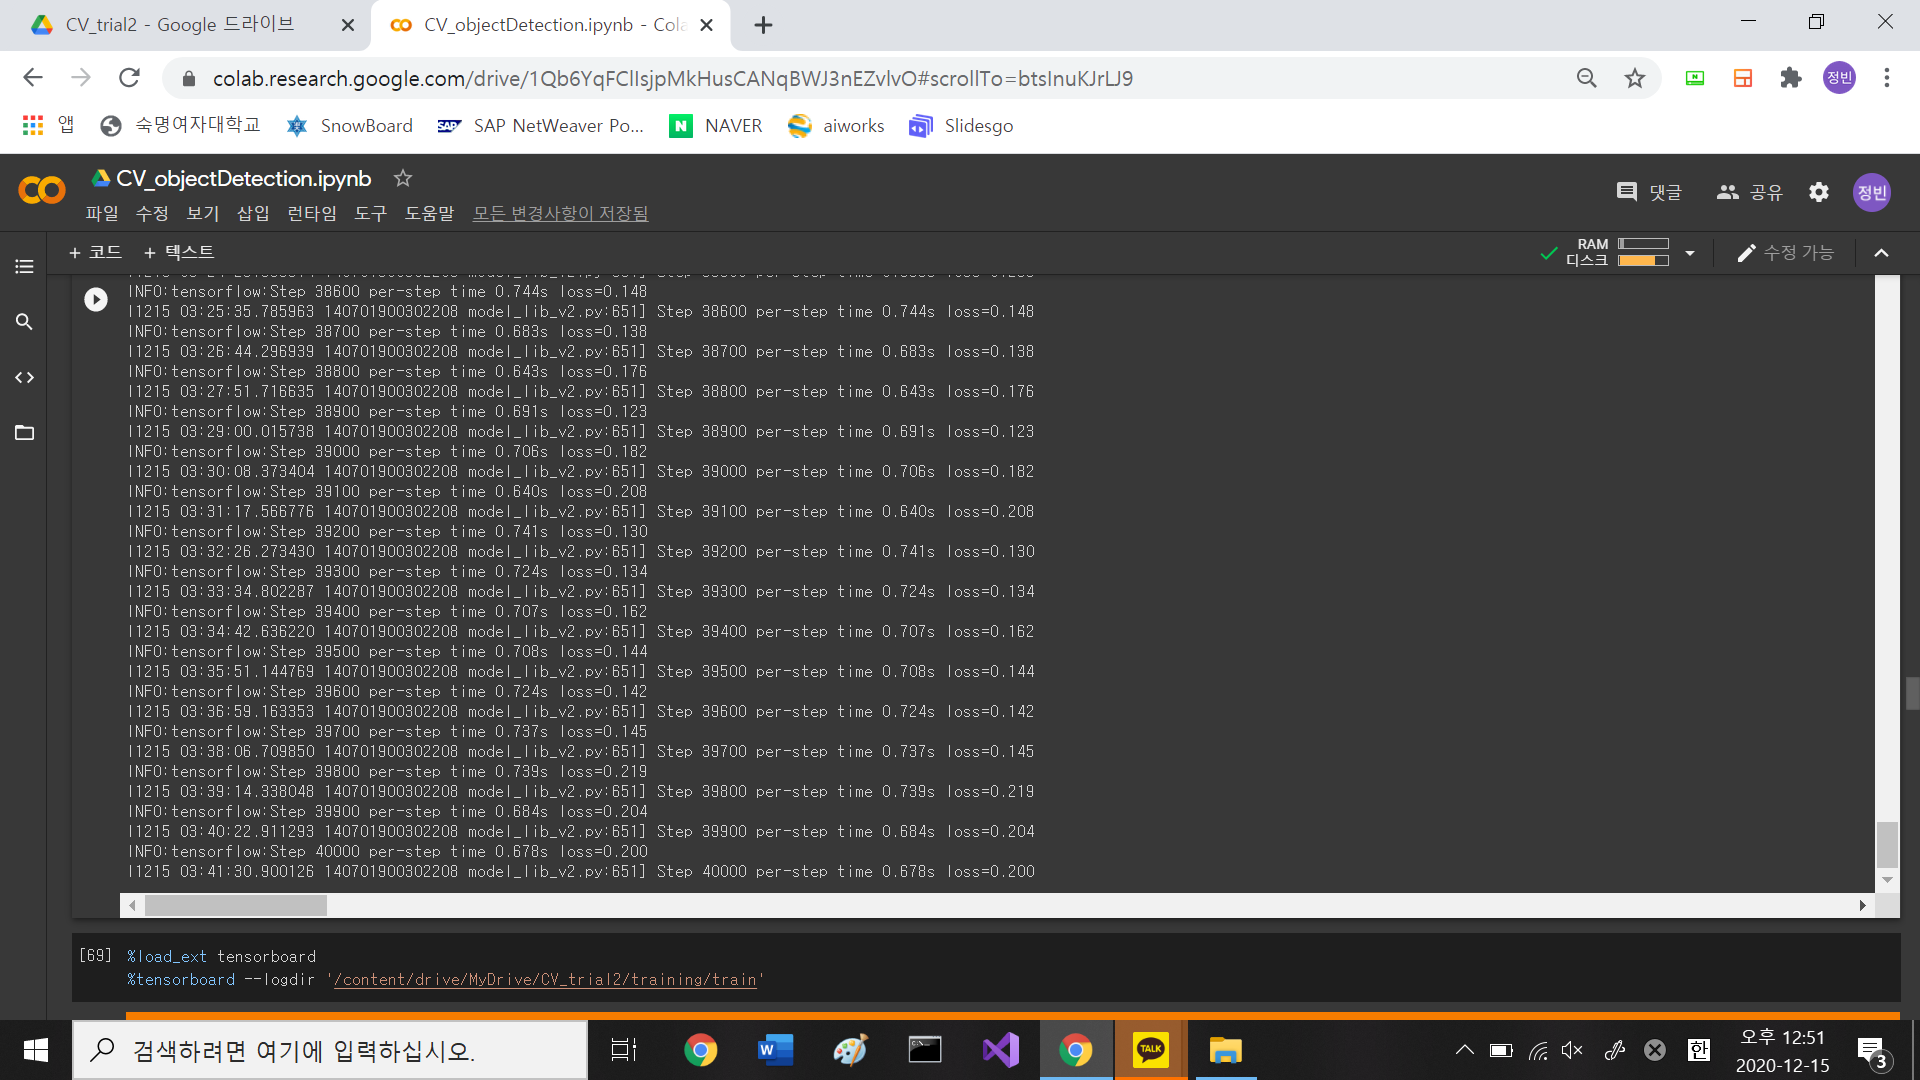 CV_trial2 - Google 드라이브
CV_objectDetection.ipynb - Cola
colab.research.google.com/drive/1Qb6YqFClIsjpMkHusCANqBWJ3nEZvlvO#scrollTo=btsInuKJrLJ9
정빈
앱
숙명여자대학교
SnowBoard
SAP NetWeaver Po...
NAVER
aiworks
Slidesgo
CV_objectDetection.ipynb
댓글
공유
정빈
파일 수정 보기 삽입 런타임 도구 도움말 모든 변경사항이 저장됨
+ 코드 + 텍스트
RAM
디스크
수정 가능
INFO:tensorflow:Step 38600 per-step time 0.744s loss=0.148
I1215 03:25:35.785963 140701900302208 model_lib_v2.py:651] Step 38600 per-step time 0.744s loss=0.148
INFO:tensorflow:Step 38700 per-step time 0.683s loss=0.138
I1215 03:26:44.296939 140701900302208 model_lib_v2.py:651] Step 38700 per-step time 0.683s loss=0.138
INFO:tensorflow:Step 38800 per-step time 0.643s loss=0.176
I1215 03:27:51.716635 140701900302208 model_lib_v2.py:651] Step 38800 per-step time 0.643s loss=0.176
INFO:tensorflow:Step 38900 per-step time 0.691s loss=0.123
I1215 03:29:00.015738 140701900302208 model_lib_v2.py:651] Step 38900 per-step time 0.691s loss=0.123
INFO:tensorflow:Step 39000 per-step time 0.706s loss=0.182
I1215 03:30:08.373404 140701900302208 model_lib_v2.py:651] Step 39000 per-step time 0.706s loss=0.182
INFO:tensorflow:Step 39100 per-step time 0.640s loss=0.208
I1215 03:31:17.566776 140701900302208 model_lib_v2.py:651] Step 39100 per-step time 0.640s loss=0.208
INFO:tensorflow:Step 39200 per-step time 0.741s loss=0.130
I1215 03:32:26.273430 140701900302208 model_lib_v2.py:651] Step 39200 per-step time 0.741s loss=0.130
INFO:tensorflow:Step 39300 per-step time 0.724s loss=0.134
I1215 03:33:34.802287 140701900302208 model_lib_v2.py:651] Step 39300 per-step time 0.724s loss=0.134
INFO:tensorflow:Step 39400 per-step time 0.707s loss=0.162
I1215 03:34:42.636220 140701900302208 model_lib_v2.py:651] Step 39400 per-step time 0.707s loss=0.162
INFO:tensorflow:Step 39500 per-step time 0.708s loss=0.144
I1215 03:35:51.144769 140701900302208 model_lib_v2.py:651] Step 39500 per-step time 0.708s loss=0.144
INFO:tensorflow:Step 39600 per-step time 0.724s loss=0.142
I1215 03:36:59.163353 140701900302208 model_lib_v2.py:651] Step 39600 per-step time 0.724s loss=0.142
INFO:tensorflow:Step 39700 per-step time 0.737s loss=0.145
I1215 03:38:06.709850 140701900302208 model_lib_v2.py:651] Step 39700 per-step time 0.737s loss=0.145
INFO:tensorflow:Step 39800 per-step time 0.739s loss=0.219
I1215 03:39:14.338048 140701900302208 model_lib_v2.py:651] Step 39800 per-step time 0.739s loss=0.219
INFO:tensorflow:Step 39900 per-step time 0.684s loss=0.204
I1215 03:40:22.911293 140701900302208 model_lib_v2.py:651] Step 39900 per-step time 0.684s loss=0.204
INFO:tensorflow:Step 40000 per-step time 0.678s loss=0.200
I1215 03:41:30.900126 140701900302208 model_lib_v2.py:651] Step 40000 per-step time 0.678s loss=0.200
[69] %load_ext tensorboard
%tensorboard --logdir '/content/drive/MyDrive/CV_trial2/training/train'
검색하려면 여기에 입력하십시오.
TALK
한
오후 12:51
2020-12-15
3